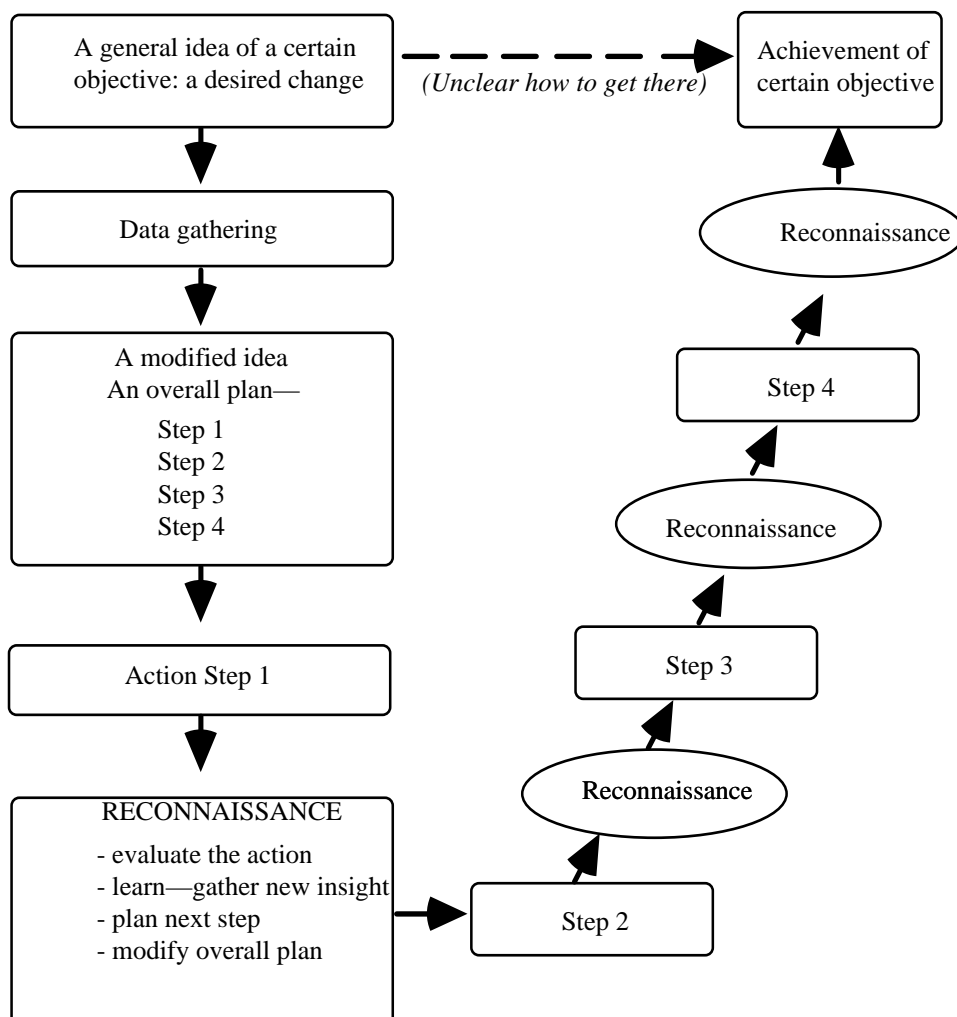 A general idea of a certain
objective: a desired change
(Unclear how to get there)
Achievement of
certain objective
Data gathering
A modified idea
An overall plan—
Step 1
Step 2
Step 3
Step 4
Action Step 1
RECONNAISSANCE
- evaluate the action
- learn—gather new insight
- plan next step
- modify overall plan
Step 2
Reconnaissance
Step 3
Reconnaissance
Step 4
Reconnaissance